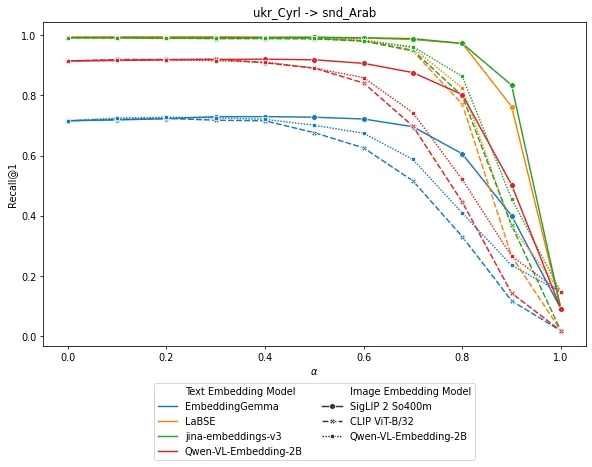 ukr_Cyrl -> snd_Arab
Recall@1
1.0
0.8
0.6
0.4
0.2
0.0
0.0 0.2 0.4 0.6 0.8 1.0
α
Text Embedding Model
EmbeddingGemma
LaBSE
jina-embeddings-v3
Qwen-VL-Embedding-2B
Image Embedding Model
SigLIP 2 So400m
CLIP ViT-B/32
Qwen-VL-Embedding-2B